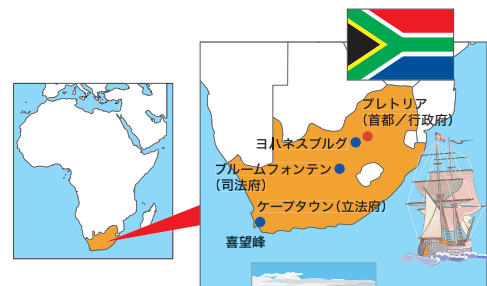 プレトリア
（首都／行政府）
ヨハネスブルグ
ブルームフォンテン
（司法府）
ケープタウン（立法府）
喜望峰